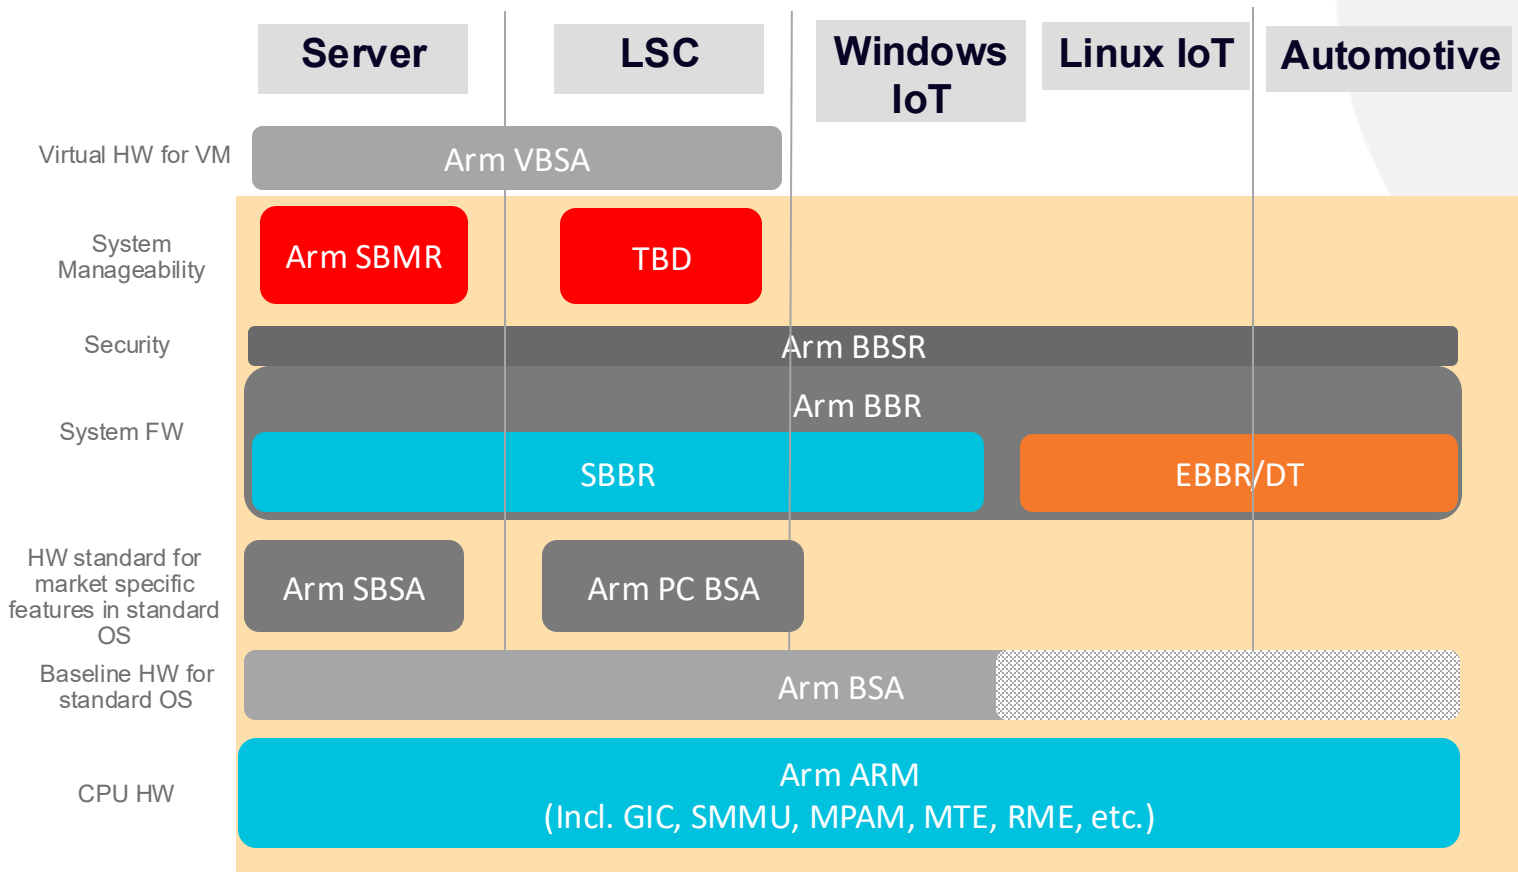 Server
LSC
Windows
IoT
Linux IoT
Automotive
Virtual HW for VM
Arm VBSA
System
Manageability
Arm SBMR
TBD
Security
Arm BBSR
System FW
Arm BBR
SBBR
EBBR/DT
HW standard for
market specific
features in standard
OS
Arm SBSA
Arm PC BSA
Baseline HW for
standard OS
Arm BSA
CPU HW
Arm ARM
(Incl. GIC, SMMU, MPAM, MTE, RME, etc.)